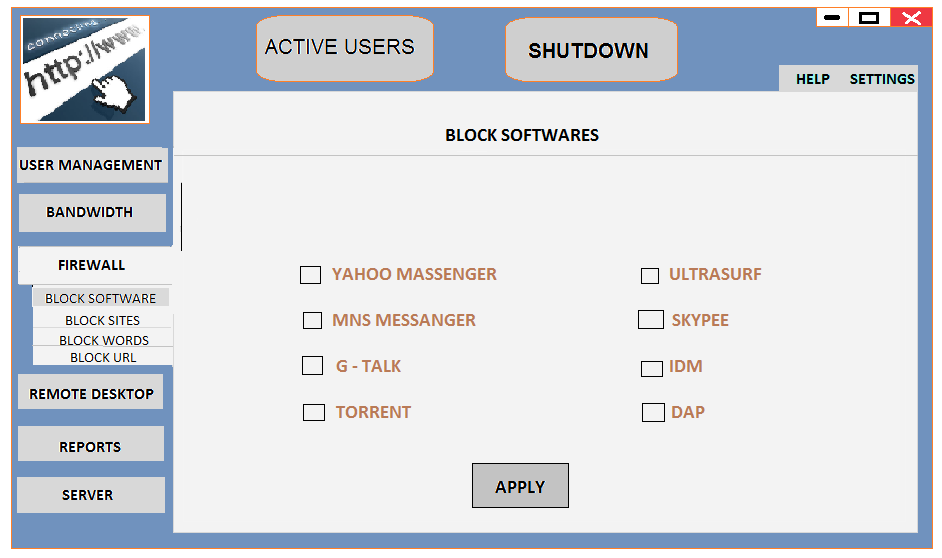 connecting
http://www.
ACTIVE USERS
SHUTDOWN
HELP
SETTINGS
BLOCK SOFTWARES
USER MANAGEMENT
BANDWIDTH
FIREWALL
BLOCK SOFTWARE
BLOCK SITES
BLOCK WORDS
BLOCK URL
REMOTE DESKTOP
REPORTS
SERVER
YAHOO MASSENGER
ULTRASURF
MNS MESSANGER
SKYPEE
G - TALK
IDM
TORRENT
DAP
APPLY